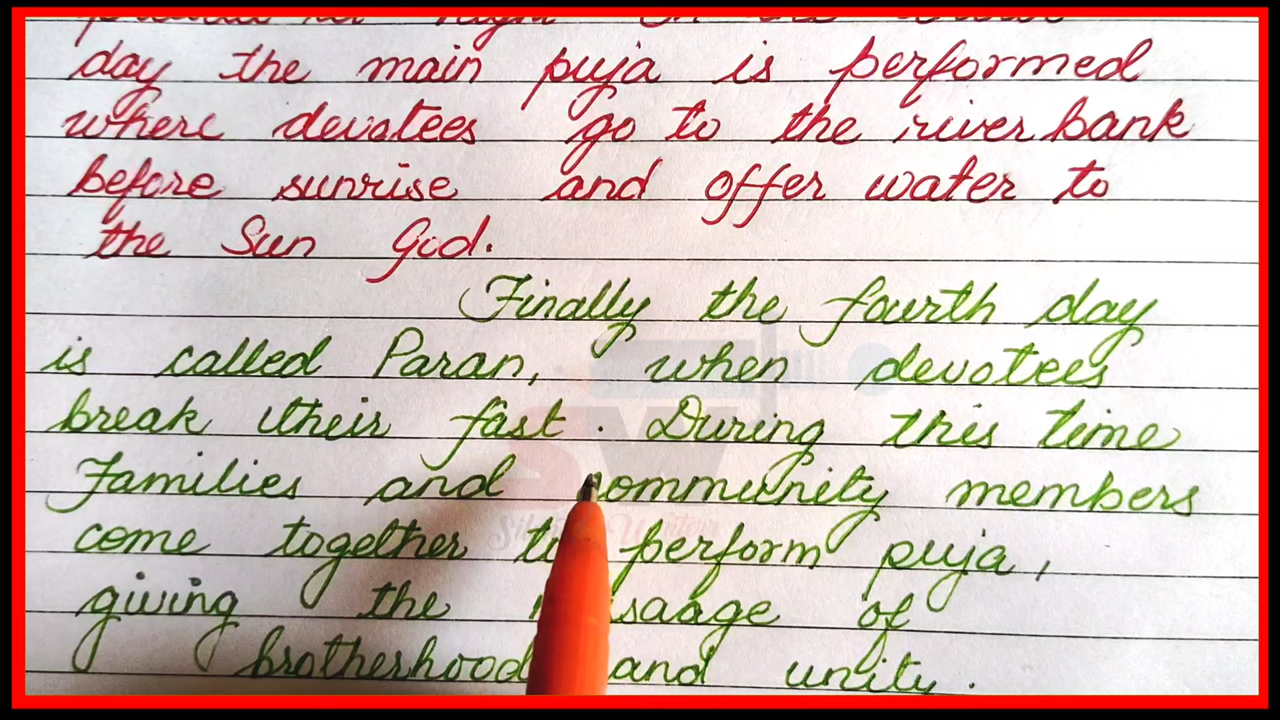 day the main puja is performed
where devotees go to the river bank
before sunrise and offer water to
the Sun God.
Finally the fourth day
is called Paran, when devotees
break their fast. During this time
Families and community members
come together to perform puja,
giving the of
brotherhood and unity.